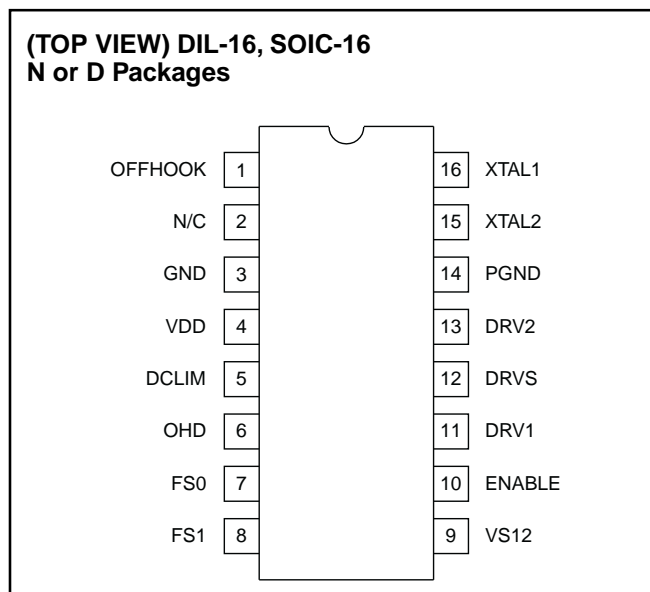 (TOP VIEW) DIL-16, SOIC-16
N or D Packages
OFFHOOK 1 16 XTAL1
N/C 2 15 XTAL2
GND 3 14 PGND
VDD 4 13 DRV2
DCLIM 5 12 DRVS
OHD 6 11 DRV1
FS0 7 10 ENABLE
FS1 8 9 VS12